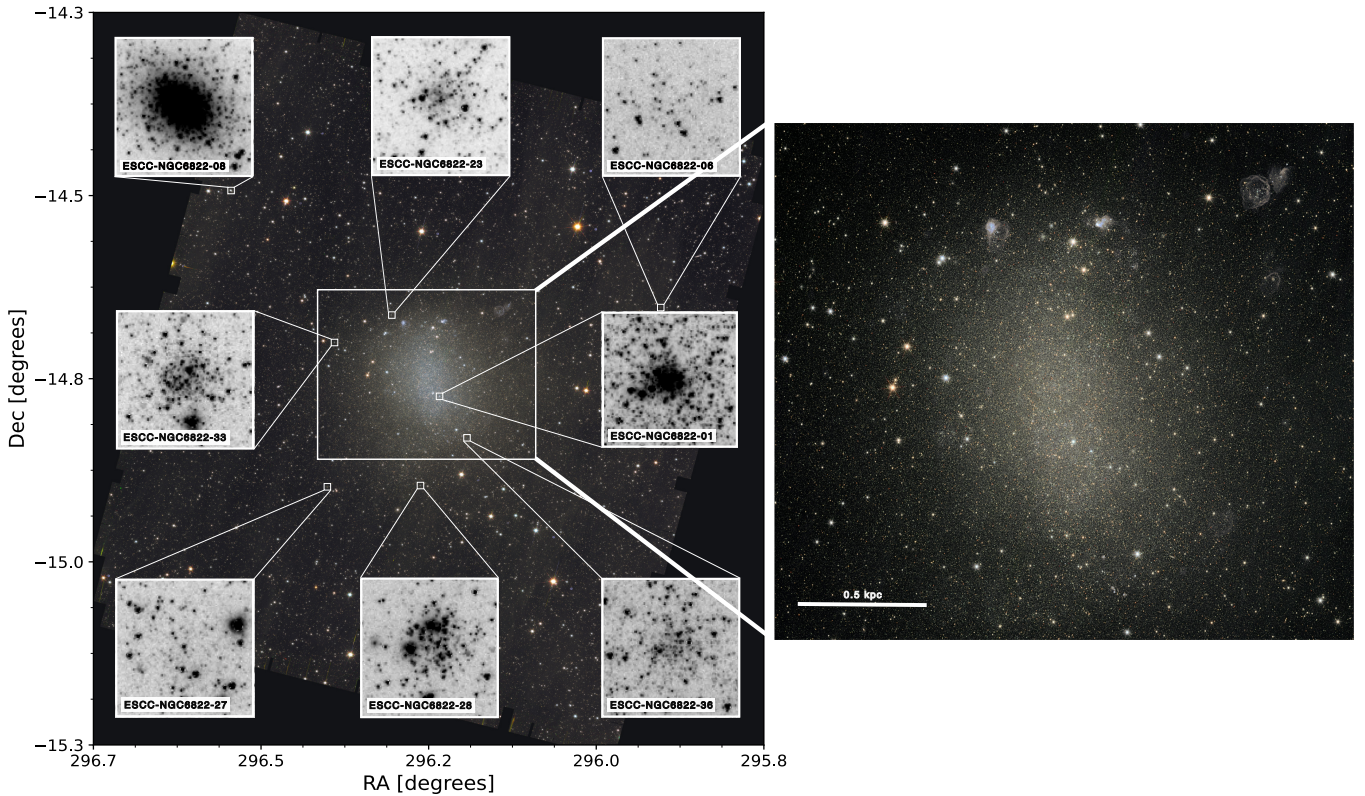 −14.3
−14.5
−14.8
−15.0
−15.3
Dec [degrees]
ESCC-NGC6822-08
ESCC-NGC6822-23
ESCC-NGC6822-06
ESCC-NGC6822-33
ESCC-NGC6822-01
ESCC-NGC6822-27
ESCC-NGC6822-28
ESCC-NGC6822-36
296.7
296.5
296.2
296.0
295.8
RA [degrees]
0.5 kpc